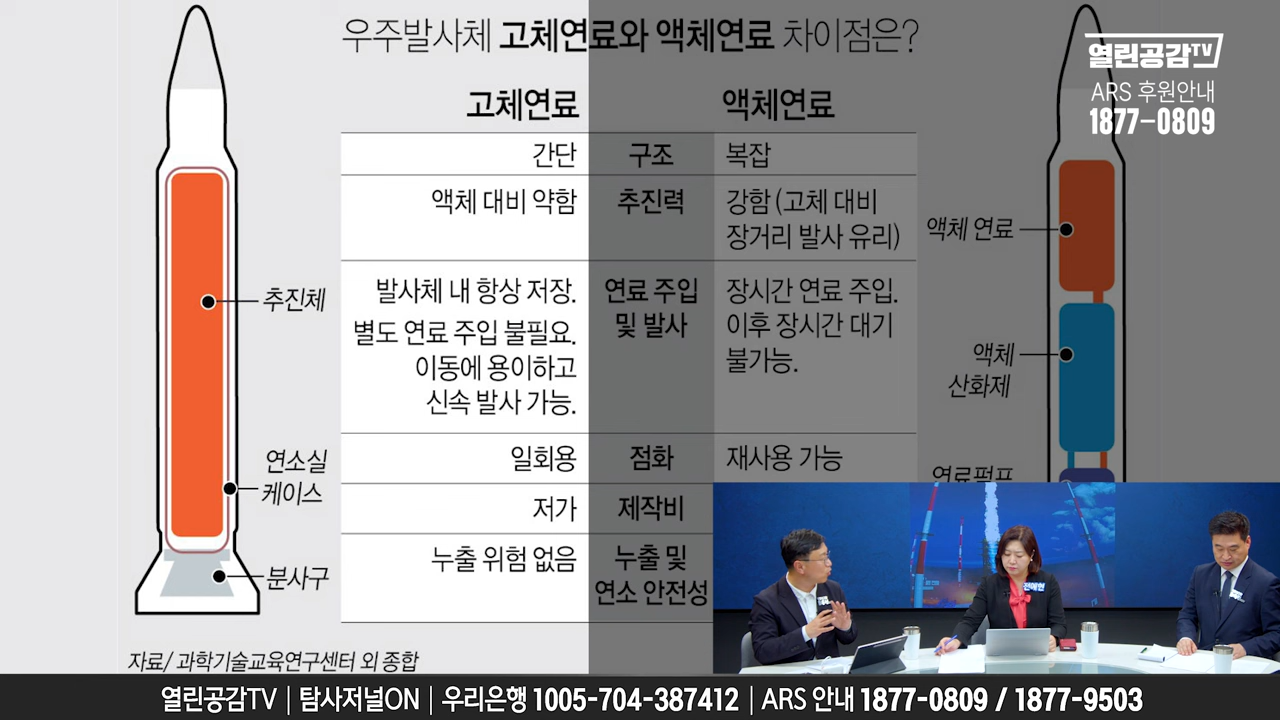 우주발사체 고체연료와 액체연료 차이점은?
열린공감TV
ARS 후원안내
1877-0809
고체연료
액체연료
간단
구조
복잡
액체 대비 약함
추진력
강함 (고체 대비
장거리 발사 유리)
발사체 내 항상 저장.
별도 연료 주입 불필요.
이동에 용이하고
신속 발사 가능.
연료 주입
및 발사
장시간 연료 주입.
이후 장시간 대기
불가능.
일회용
점화
재사용 가능
저가
제작비
누출 위험 없음
누출 및
연소 안전성
추진체
연소실
케이스
분사구
액체 연료
액체
산화제
연료펌프
전예현
자료/ 과학기술교육연구센터 외 종합
열린공감TV | 탐사저널ON | 우리은행 1005-704-387412 | ARS 안내 1877-0809 / 1877-9503